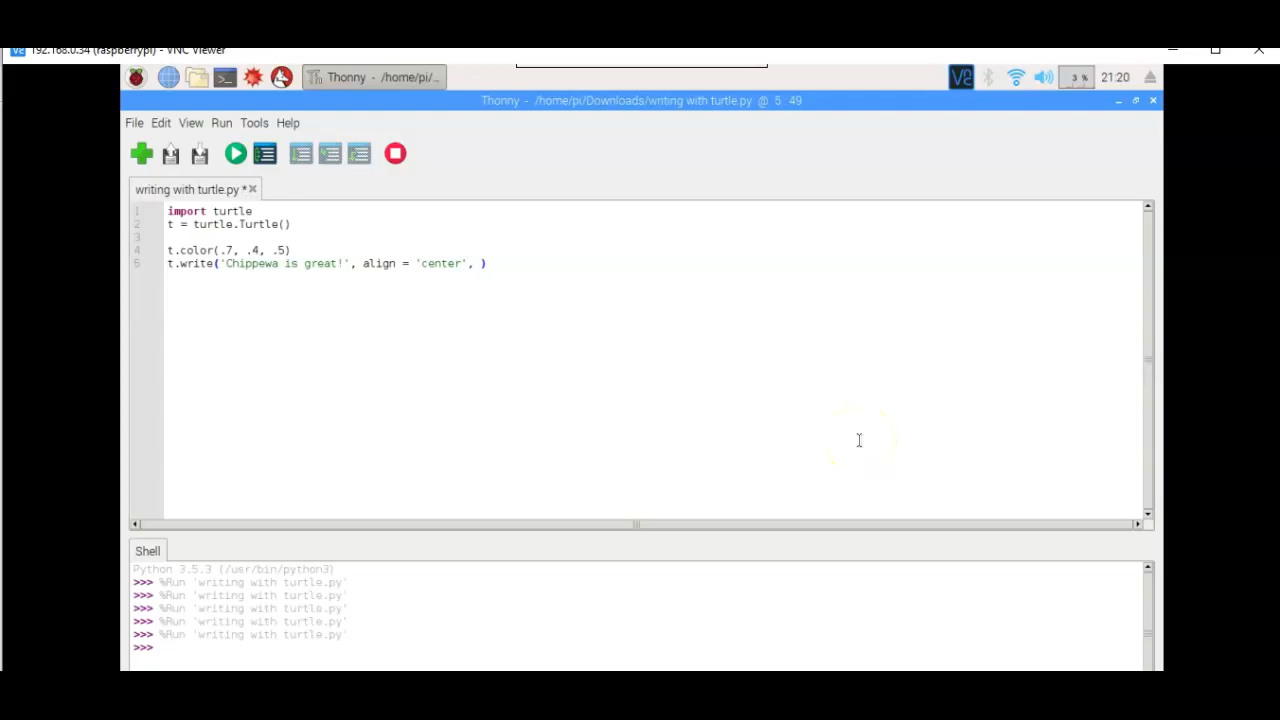 192.168.0.34 (raspberrypi) - VNC Viewer
Thonny - /home/pi/...
3 %
21:20
Thonny - /home/pi/Downloads/writing with turtle.py @ 5 : 49
File Edit View Run Tools Help
writing with turtle.py *
1 import turtle
2 t = turtle.Turtle()
3
4 t.color(.7, .4, .5)
5 t.write('Chippewa is great!', align = 'center', )
Shell
Python 3.5.3 (/usr/bin/python3)
>>> %Run 'writing with turtle.py'
>>> %Run 'writing with turtle.py'
>>> %Run 'writing with turtle.py'
>>> %Run 'writing with turtle.py'
>>> %Run 'writing with turtle.py'
>>>